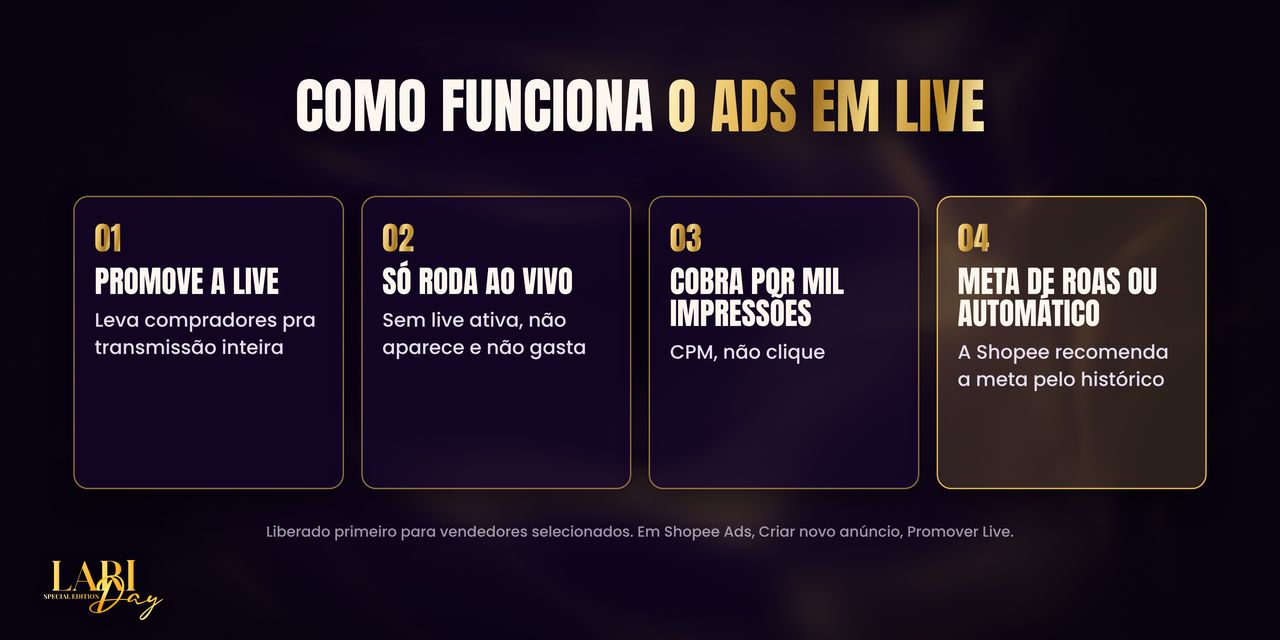 COMO FUNCIONA O ADS EM LIVE
01
PROMOVE A LIVE
Leva compradores pra
transmissão inteira
02
SÓ RODA AO VIVO
Sem live ativa, não
aparece e não gasta
03
COBRA POR MIL
IMPRESSÕES
CPM, não clique
04
META DE ROAS OU
AUTOMÁTICO
A Shopee recomenda
a meta pelo histórico
Liberado primeiro para vendedores selecionados. Em Shopee Ads, Criar novo anúncio, Promover Live.
LABI
SPECIAL EDITION
Day